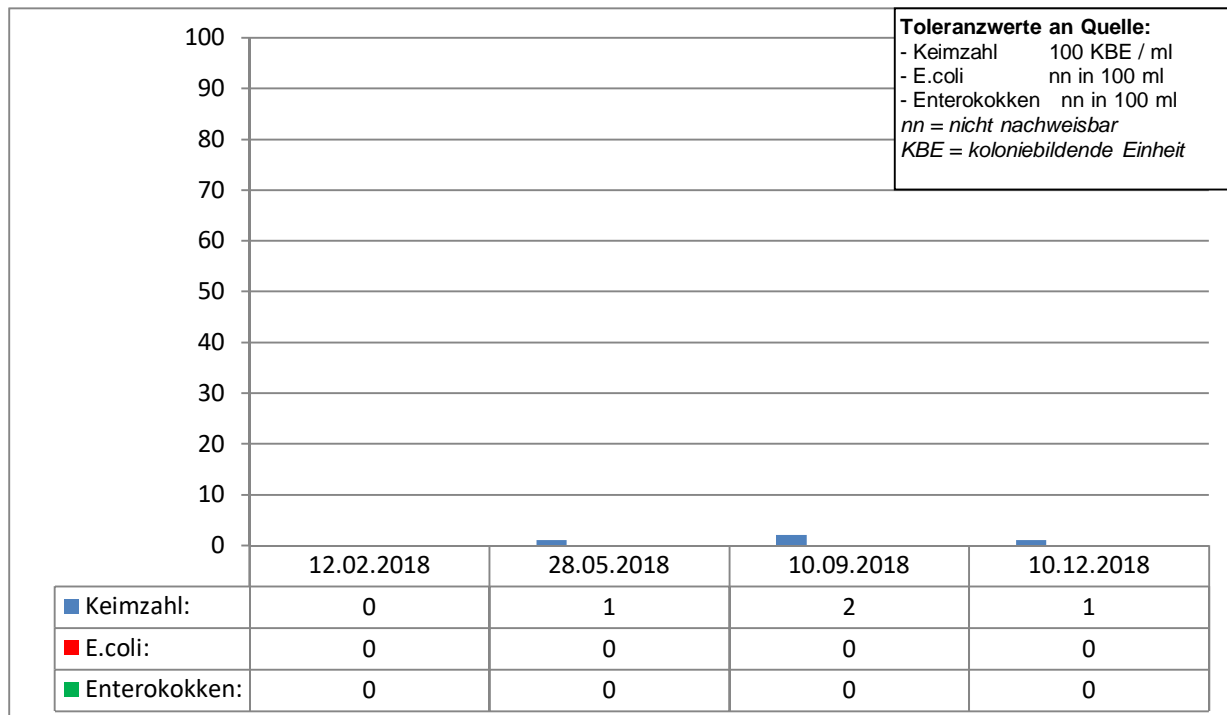 Toleranzwerte an Quelle:
- Keimzahl 100 KBE / ml
- E.coli nn in 100 ml
- Enterokokken nn in 100 ml
nn = nicht nachweisbar
KBE = koloniebildende Einheit
100
90
80
70
60
50
40
30
20
10
0
12.02.2018 28.05.2018 10.09.2018 10.12.2018
Keimzahl: 0 1 2 1
E.coli: 0 0 0 0
Enterokokken: 0 0 0 0